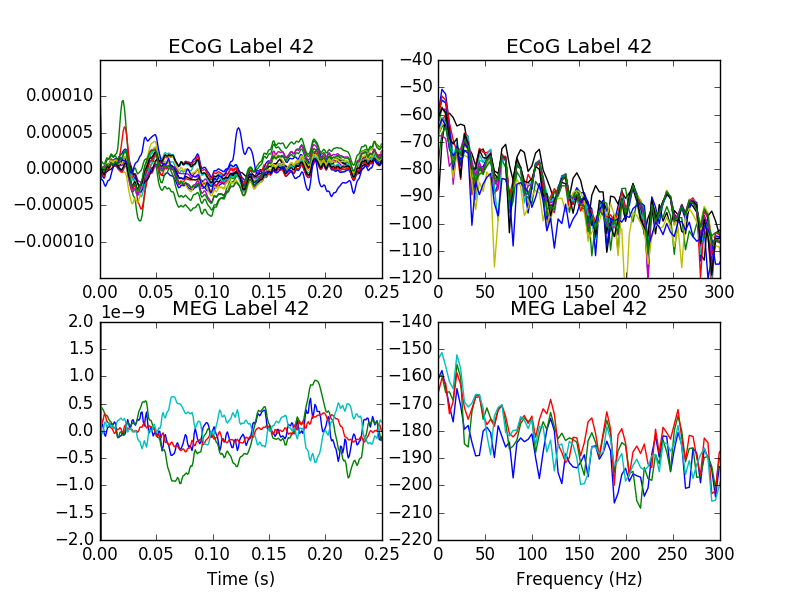 ECoG Label 42
0.00010
0.00005
0.00000
−0.00005
−0.00010
0.00 0.05 0.10 0.15 0.20 0.25
ECoG Label 42
−40
−50
−60
−70
−80
−90
−100
−110
−120
0 50 100 150 200 250 300
MEG Label 42
1e−9
2.0
1.5
1.0
0.5
0.0
−0.5
−1.0
−1.5
−2.0
0.00 0.05 0.10 0.15 0.20 0.25
Time (s)
MEG Label 42
−140
−150
−160
−170
−180
−190
−200
−210
−220
0 50 100 150 200 250 300
Frequency (Hz)